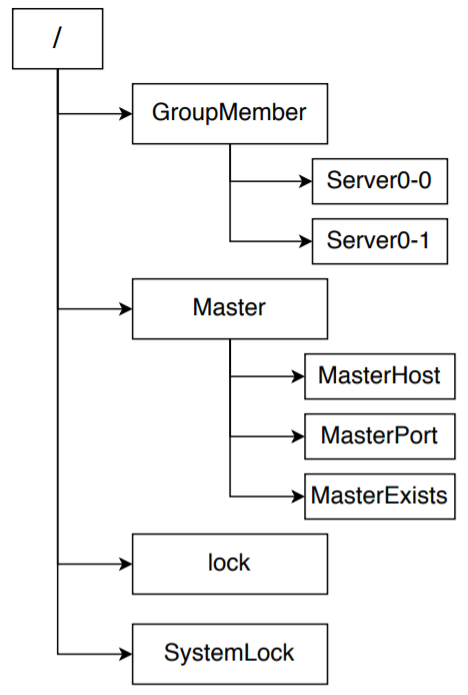 /
GroupMember
Server0-0
Server0-1
Master
MasterHost
MasterPort
MasterExists
lock
SystemLock